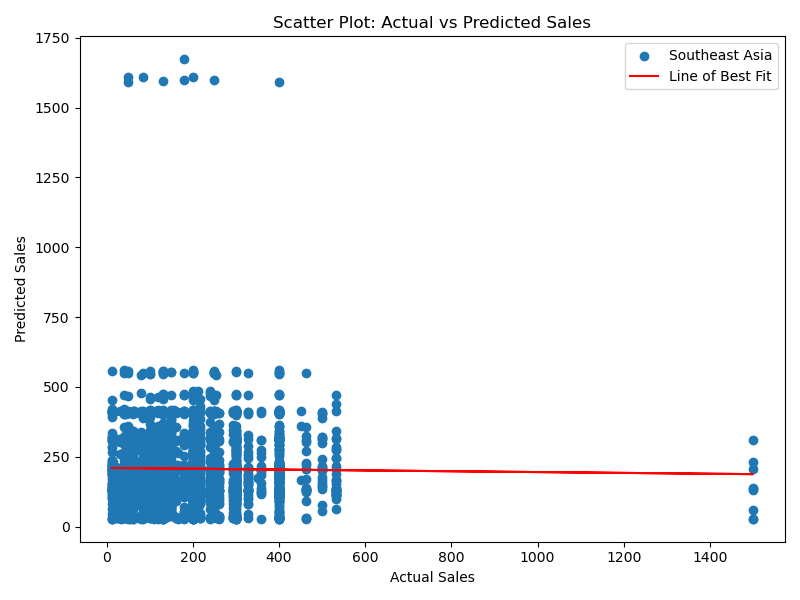 Scatter Plot: Actual vs Predicted Sales
Southeast Asia
Line of Best Fit
1750
1500
1250
1000
750
500
250
0
Predicted Sales
0 200 400 600 800 1000 1200 1400
Actual Sales